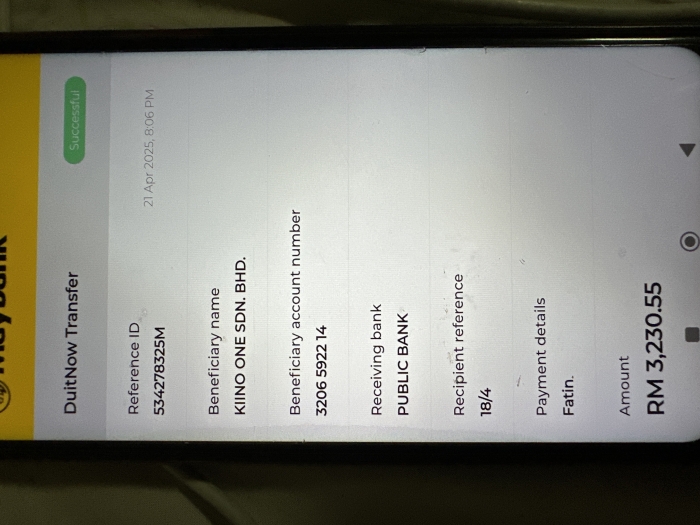 DuitNow Transfer
Successful
Reference ID
534278325M
21 Apr 2025, 8:06 PM
Beneficiary name
KIINO ONE SDN. BHD.
Beneficiary account number
3206 5922 14
Receiving bank
PUBLIC BANK
Recipient reference
18/4
Payment details
Fatin.
Amount
RM 3,230.55